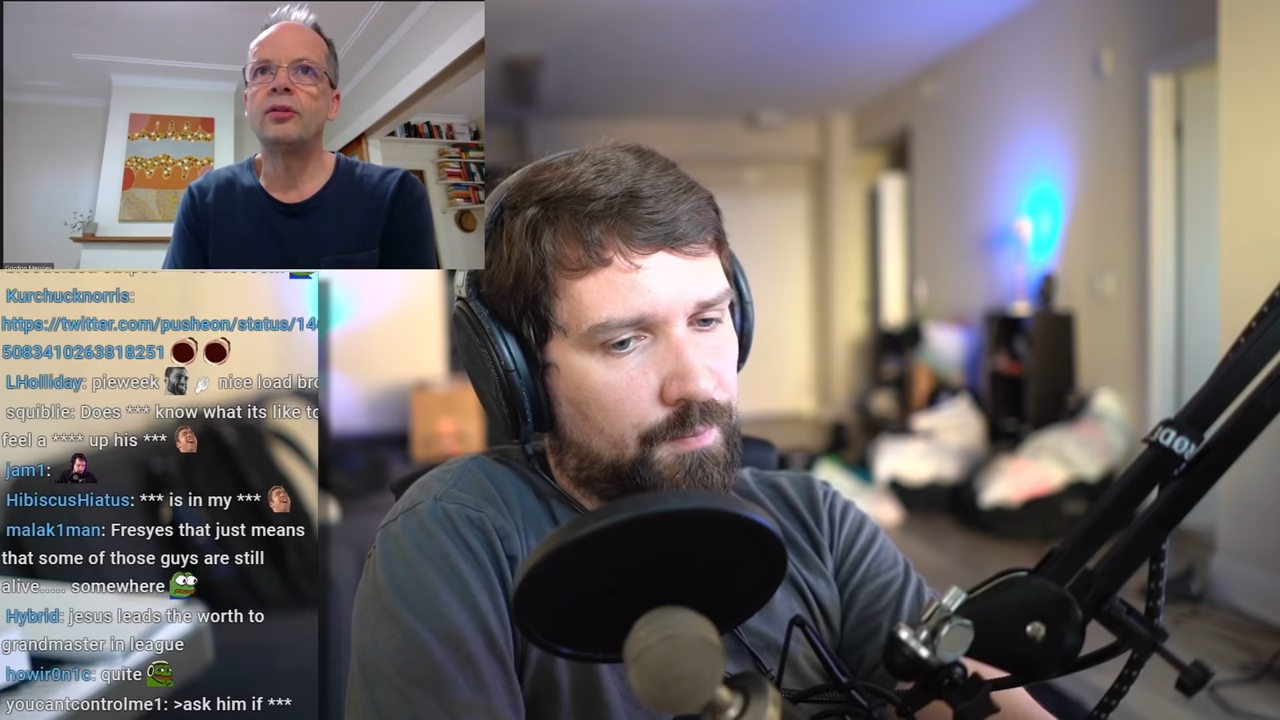 Gordon Menzies
Kurchucknorris:
https://twitter.com/pusheon/status/14
5083410263818251
LHolliday: pieweek nice load bro
squiblie: Does *** know what its like to
feel a **** up his ***
jam1:
HibiscusHiatus: *** is in my ***
malak1man: Fresyes that just means
that some of those guys are still
alive..... somewhere
Hybrid: jesus leads the worth to
grandmaster in league
howir0n1c: quite
youcantcontrolme1: >ask him if ***
RODE